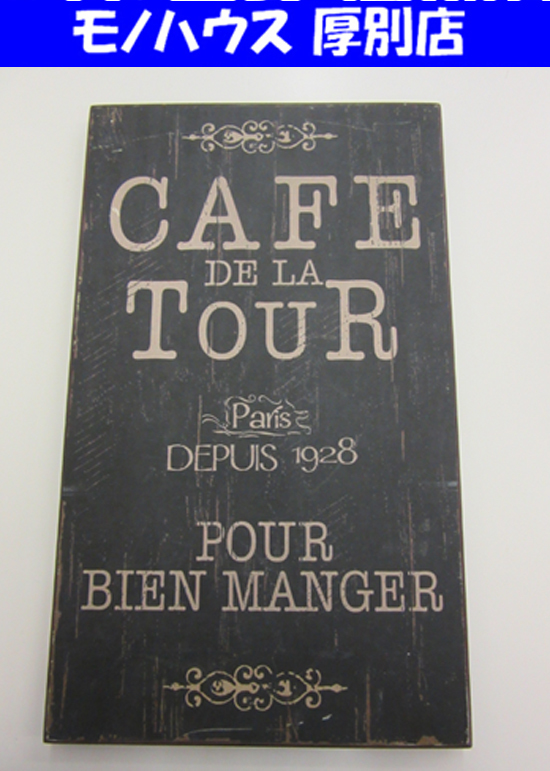 モノハウス 厚別店
CAFE
DE LA
TOUR
Paris
DEPUIS 1928
POUR
BIEN MANGER